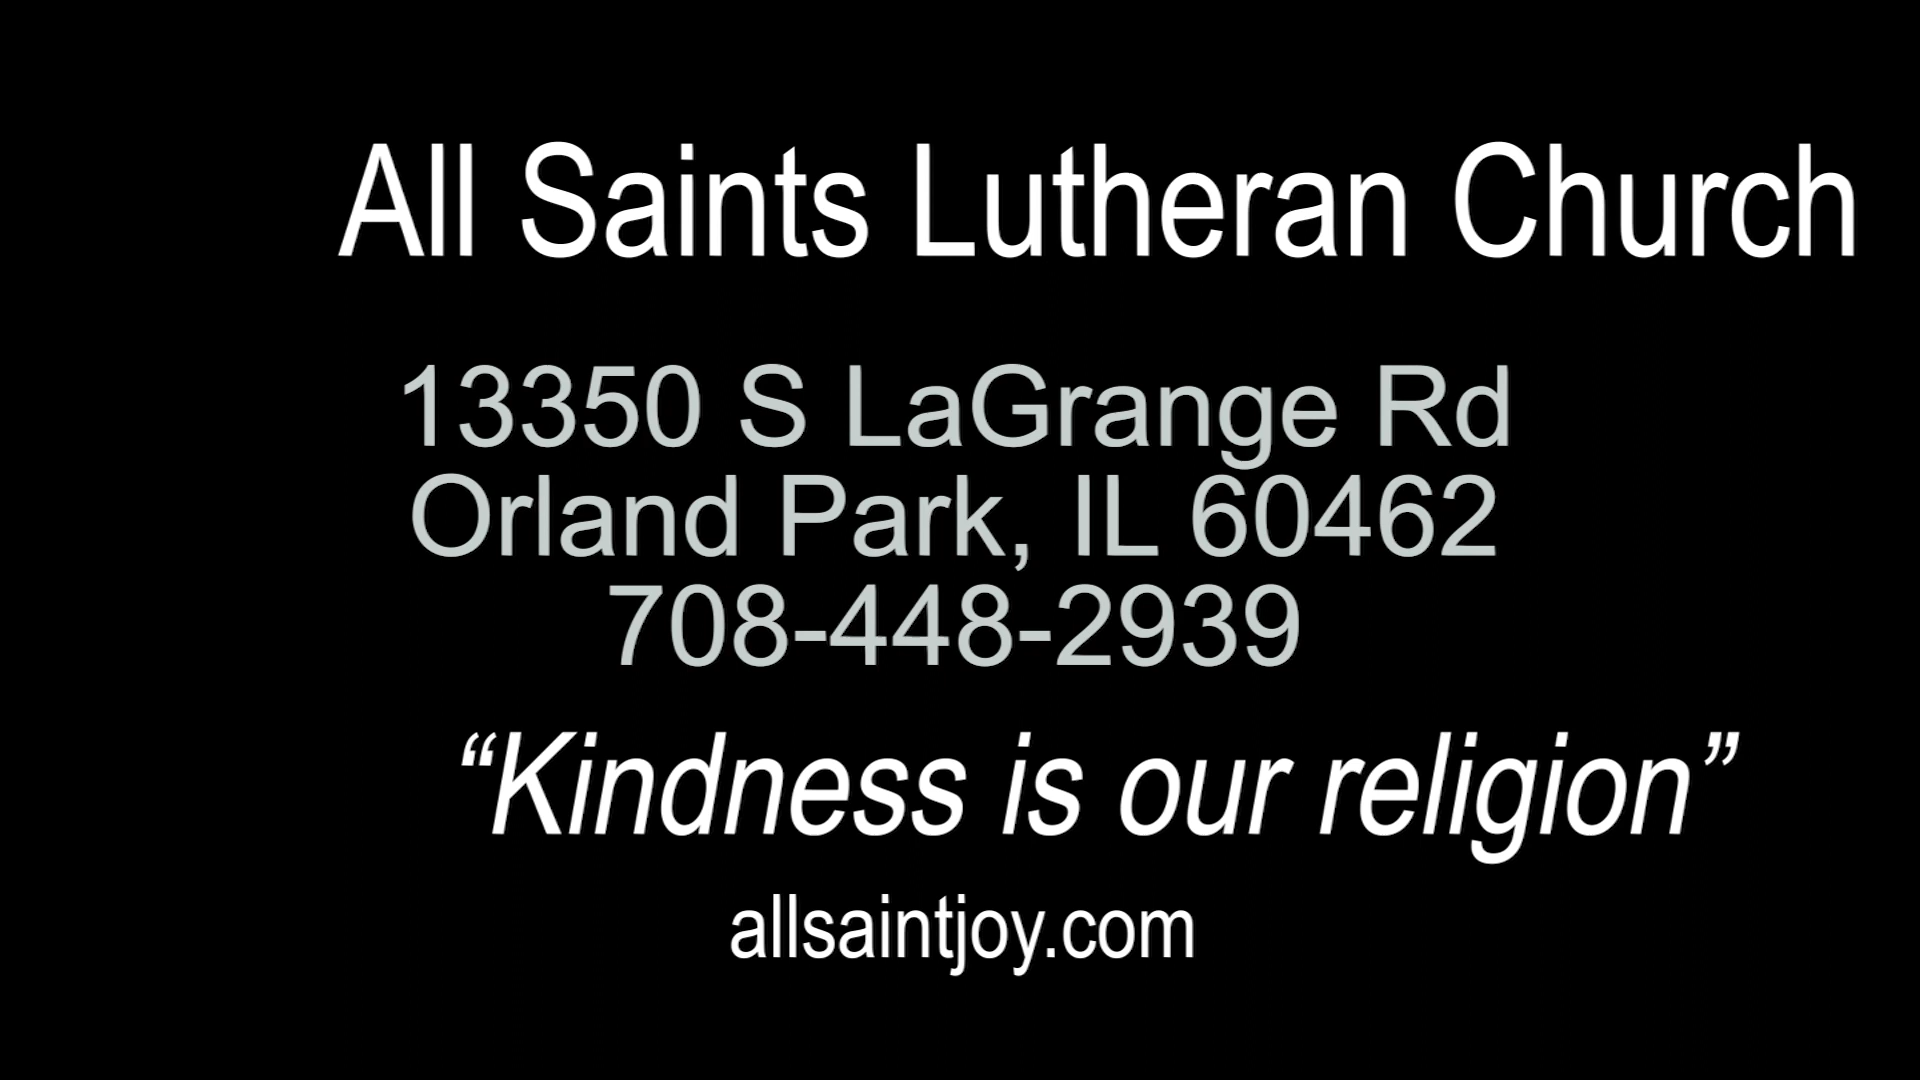 All Saints Lutheran Church
13350 S LaGrange Rd
Orland Park, IL 60462
708-448-2939
“Kindness is our religion”
allsaintjoy.com